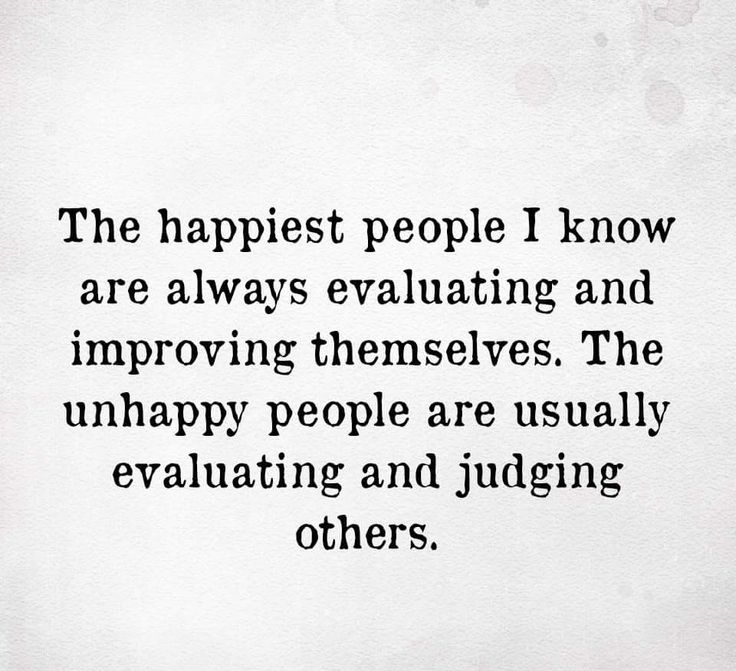 The happiest people I know
are always evaluating and
improving themselves. The
unhappy people are usually
evaluating and judging
others.